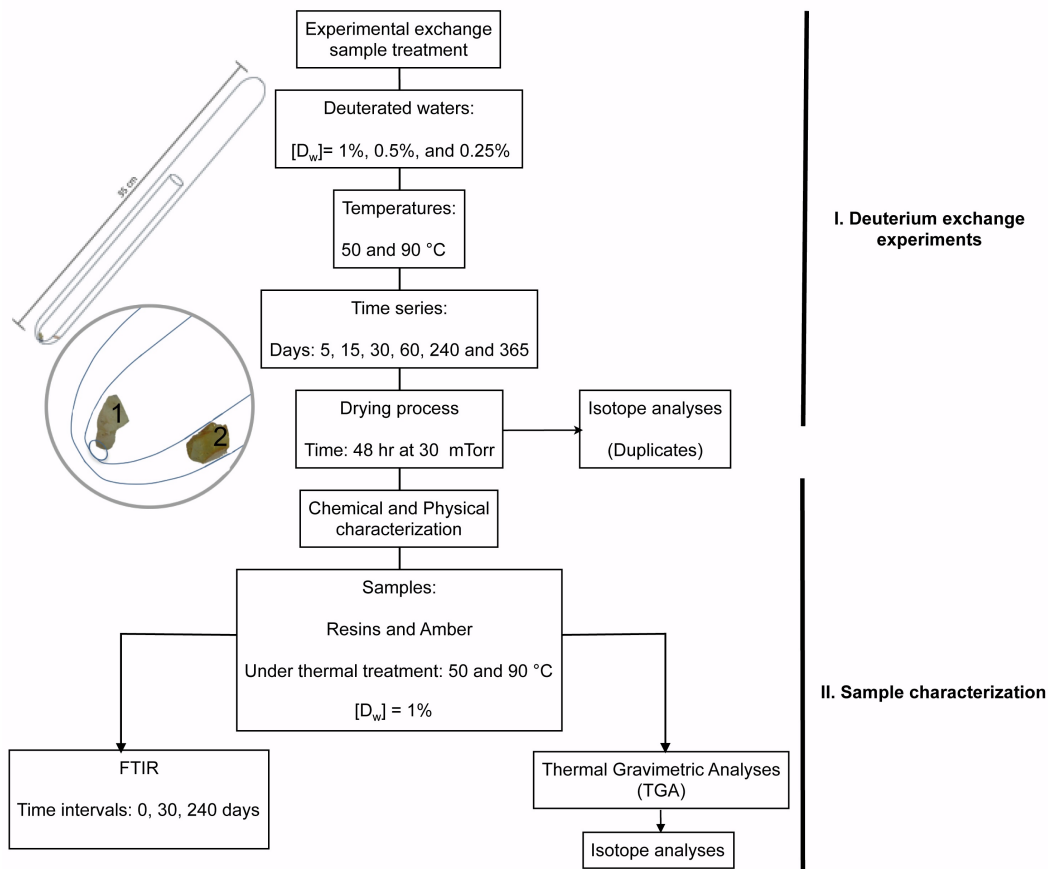 Experimental exchange
sample treatment
Deuterated waters:
[Dw]= 1%, 0.5%, and 0.25%
35 cm
Temperatures:
50 and 90 °C
I. Deuterium exchange
experiments
Time series:
Days: 5, 15, 30, 60, 240 and 365
Drying process
Time: 48 hr at 30 mTorr
Isotope analyses
(Duplicates)
1
2
Chemical and Physical
characterization
Samples:
Resins and Amber
Under thermal treatment: 50 and 90 °C
[Dw] = 1%
II. Sample characterization
FTIR
Time intervals: 0, 30, 240 days
Thermal Gravimetric Analyses
(TGA)
Isotope analyses